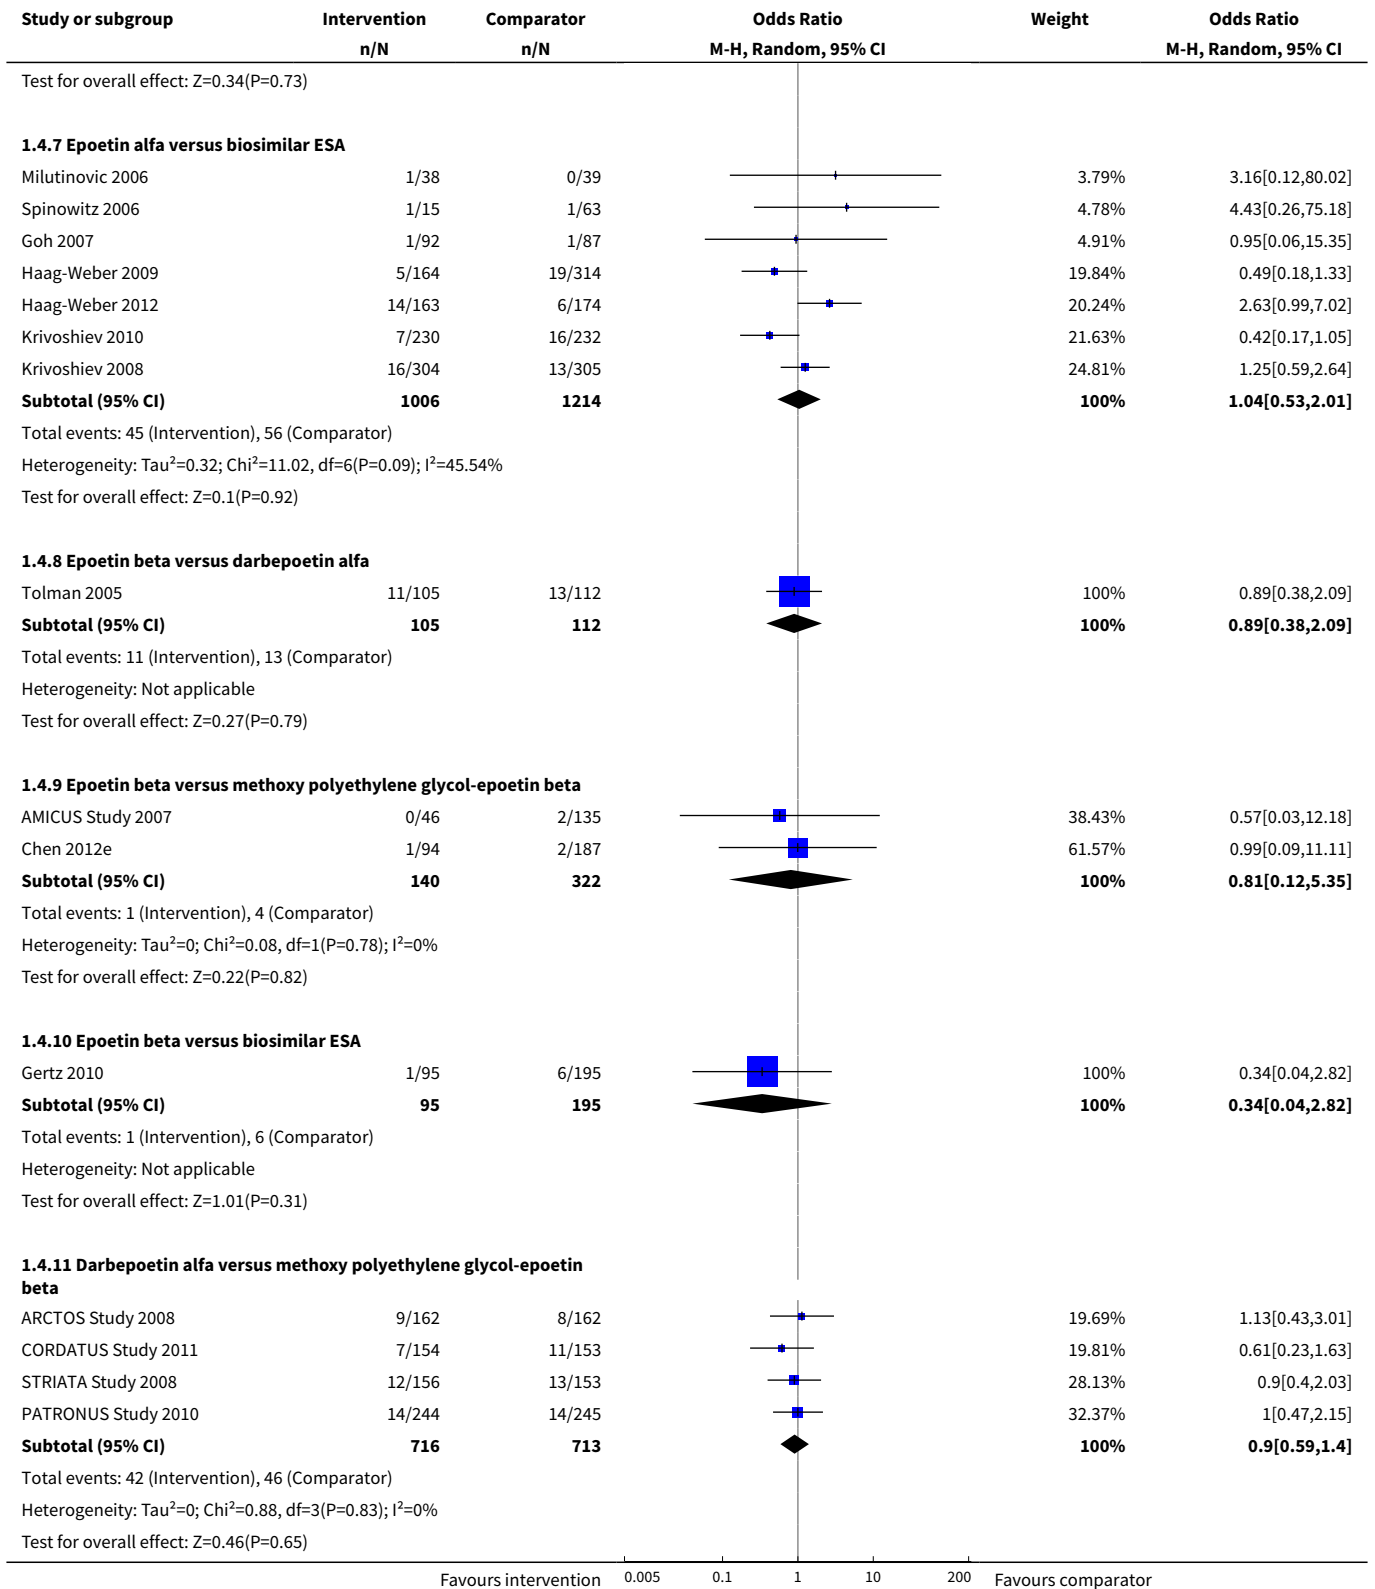 Study or subgroup Intervention Comparator Odds Ratio Weight Odds Ratio
n/N n/N M-H, Random, 95% CI M-H, Random, 95% CI
Test for overall effect: Z=0.34(P=0.73)
1.4.7 Epoetin alfa versus biosimilar ESA
Milutinovic 2006 1/38 0/39 3.79% 3.16[0.12,80.02]
Spinowitz 2006 1/15 1/63 4.78% 4.43[0.26,75.18]
Goh 2007 1/92 1/87 4.91% 0.95[0.06,15.35]
Haag-Weber 2009 5/164 19/314 19.84% 0.49[0.18,1.33]
Haag-Weber 2012 14/163 6/174 20.24% 2.63[0.99,7.02]
Krivoshiev 2010 7/230 16/232 21.63% 0.42[0.17,1.05]
Krivoshiev 2008 16/304 13/305 24.81% 1.25[0.59,2.64]
Subtotal (95% CI) 1006 1214 100% 1.04[0.53,2.01]
Total events: 45 (Intervention), 56 (Comparator)
Heterogeneity: Tau²=0.32; Chi²=11.02, df=6(P=0.09); I²=45.54%
Test for overall effect: Z=0.1(P=0.92)
1.4.8 Epoetin beta versus darbepoetin alfa
Tolman 2005 11/105 13/112 100% 0.89[0.38,2.09]
Subtotal (95% CI) 105 112 100% 0.89[0.38,2.09]
Total events: 11 (Intervention), 13 (Comparator)
Heterogeneity: Not applicable
Test for overall effect: Z=0.27(P=0.79)
1.4.9 Epoetin beta versus methoxy polyethylene glycol-epoetin beta
AMICUS Study 2007 0/46 2/135 38.43% 0.57[0.03,12.18]
Chen 2012e 1/94 2/187 61.57% 0.99[0.09,11.11]
Subtotal (95% CI) 140 322 100% 0.81[0.12,5.35]
Total events: 1 (Intervention), 4 (Comparator)
Heterogeneity: Tau²=0; Chi²=0.08, df=1(P=0.78); I²=0%
Test for overall effect: Z=0.22(P=0.82)
1.4.10 Epoetin beta versus biosimilar ESA
Gertz 2010 1/95 6/195 100% 0.34[0.04,2.82]
Subtotal (95% CI) 95 195 100% 0.34[0.04,2.82]
Total events: 1 (Intervention), 6 (Comparator)
Heterogeneity: Not applicable
Test for overall effect: Z=1.01(P=0.31)
1.4.11 Darbepoetin alfa versus methoxy polyethylene glycol-epoetin
beta
ARCTOS Study 2008 9/162 8/162 19.69% 1.13[0.43,3.01]
CORDATUS Study 2011 7/154 11/153 19.81% 0.61[0.23,1.63]
STRIATA Study 2008 12/156 13/153 28.13% 0.9[0.4,2.03]
PATRONUS Study 2010 14/244 14/245 32.37% 1[0.47,2.15]
Subtotal (95% CI) 716 713 100% 0.9[0.59,1.4]
Total events: 42 (Intervention), 46 (Comparator)
Heterogeneity: Tau²=0; Chi²=0.88, df=3(P=0.83); I²=0%
Test for overall effect: Z=0.46(P=0.65)
Favours intervention 0.005 0.1 1 10 200 Favours comparator